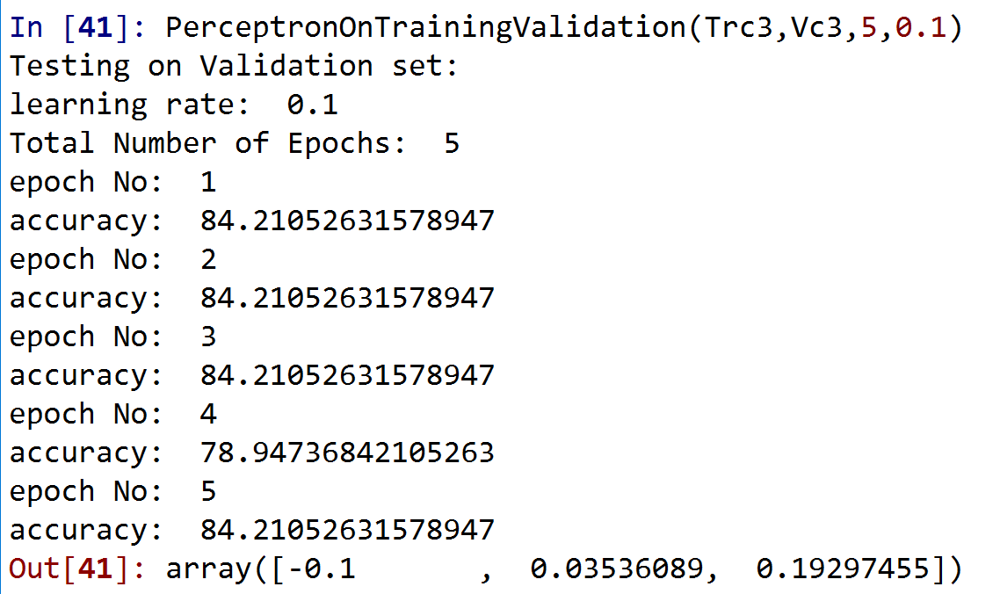 In [41]: PerceptronOnTrainingValidation(Trc3,Vc3,5,0.1)
Testing on Validation set:
learning rate:  0.1
Total Number of Epochs:  5
epoch No:  1
accuracy:  84.21052631578947
epoch No:  2
accuracy:  84.21052631578947
epoch No:  3
accuracy:  84.21052631578947
epoch No:  4
accuracy:  78.94736842105263
epoch No:  5
accuracy:  84.21052631578947
Out[41]: array([-0.1       ,  0.03536089,  0.19297455])